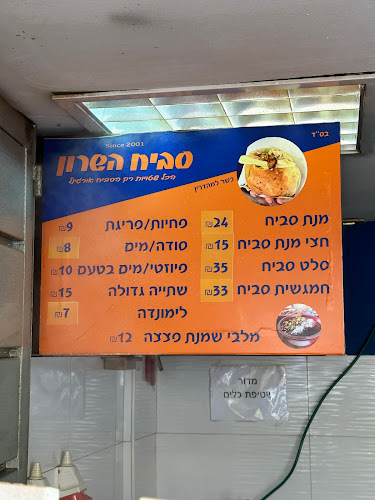 בס"ד
Since 2001
סביח השרון
הכל שטויות רק הסביח אורגינל
כשר למהדרין
מנת סביח ₪24
חצי מנת סביח ₪15
סלט סביח ₪35
חמגשית סביח ₪33
פחיות/פריגת ₪9
סודה/מים ₪8
פיוזטי/מים בטעם ₪10
שתייה גדולה ₪15
לימונדה ₪7
מלבי שמנת פצצה ₪12
מדור
שטיפת כלים